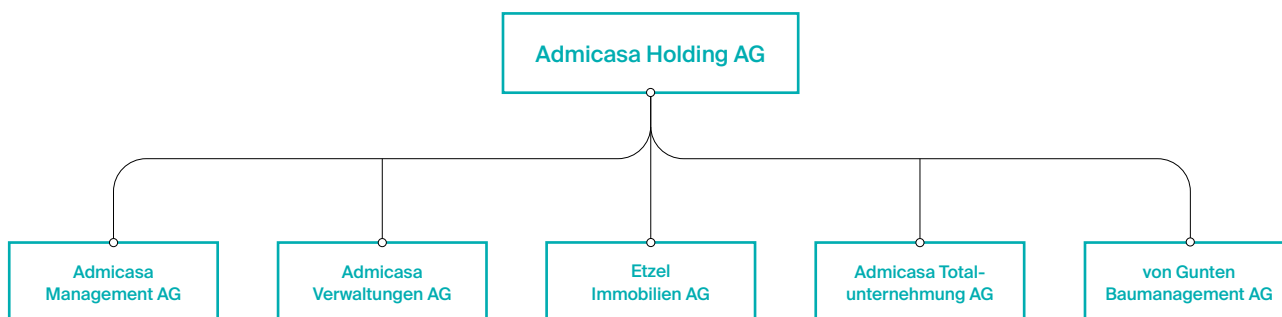 Admicasa Holding AG
Admicasa
Management AG
Admicasa
Verwaltungen AG
Etzel
Immobilien AG
Admicasa Total-
unternehmung AG
von Gunten
Baumanagement AG